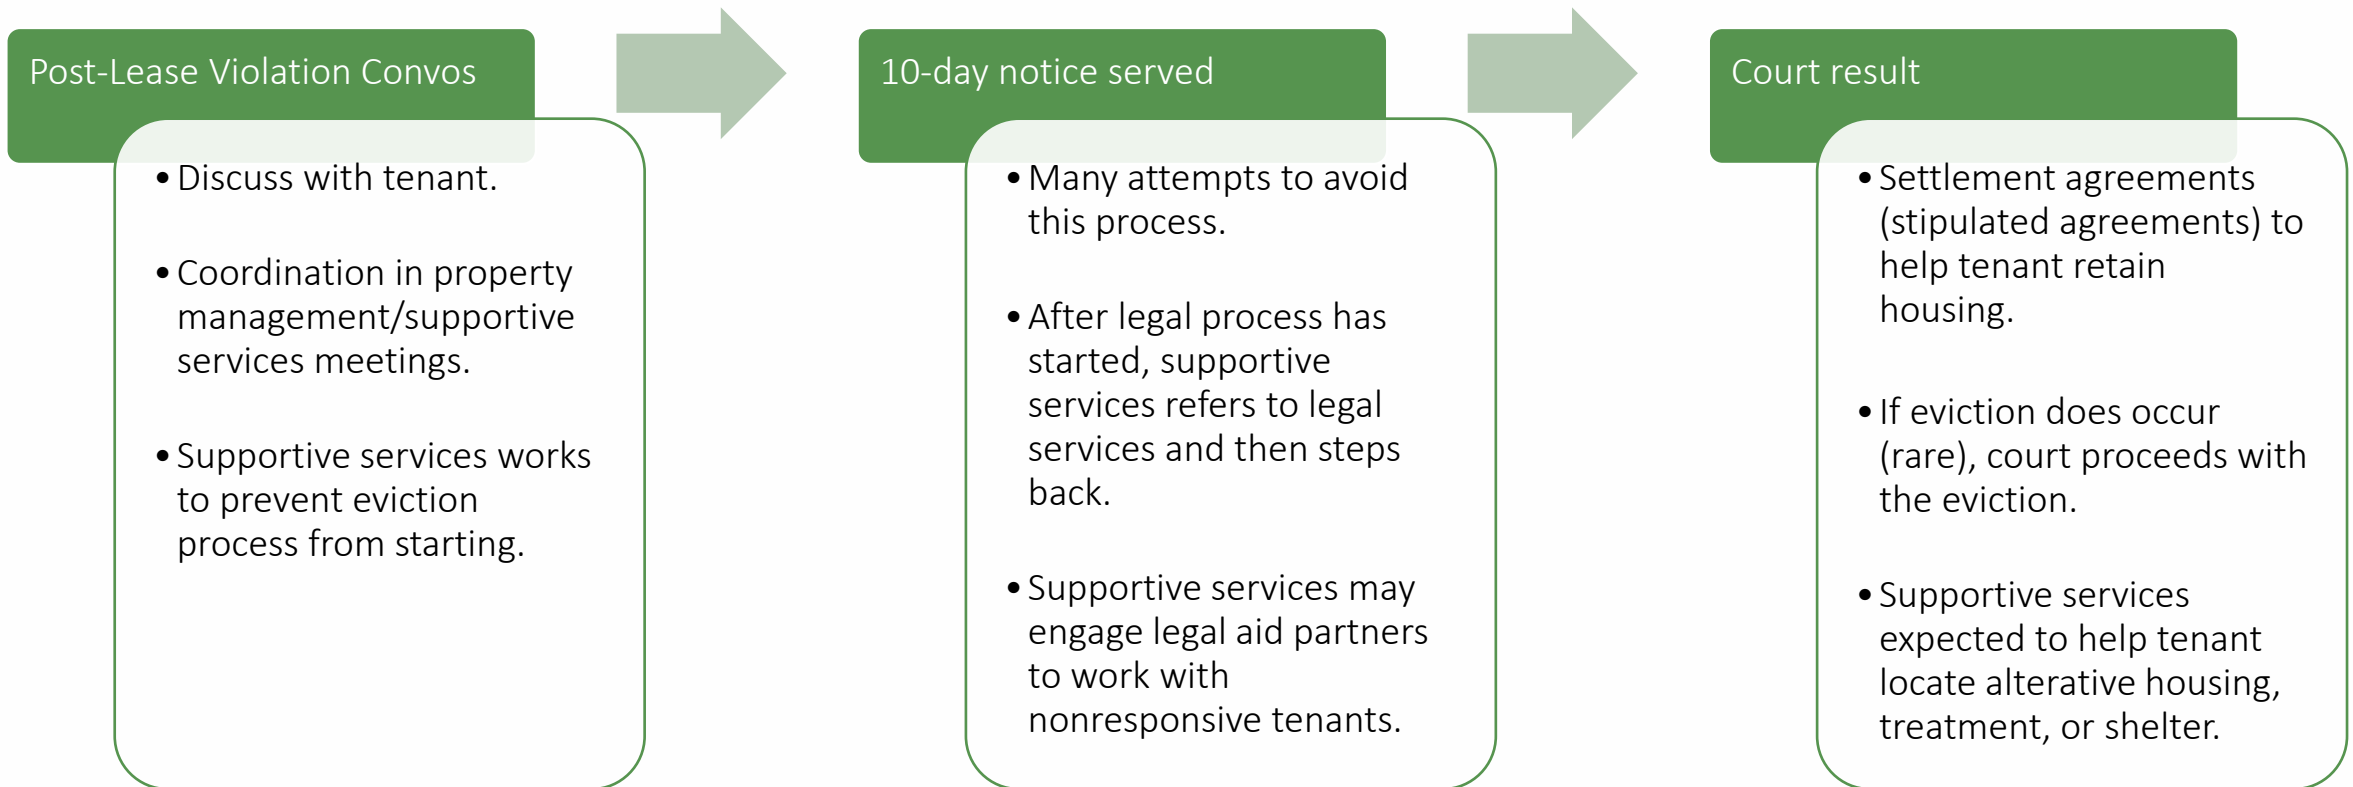 Post-Lease Violation Convos
•Discuss with tenant.
•Coordination in property
management/supportive
services meetings.
•Supportive services works
to prevent eviction
process from starting.
10-day notice served
•Many attempts to avoid
this process.
•After legal process has
started, supportive
services refers to legal
services and then steps
back.
•Supportive services may
engage legal aid partners
to work with
nonresponsive tenants.
Court result
•Settlement agreements
(stipulated agreements) to
help tenant retain
housing.
•If eviction does occur
(rare), court proceeds with
the eviction.
•Supportive services
expected to help tenant
locate alterative housing,
treatment, or shelter.